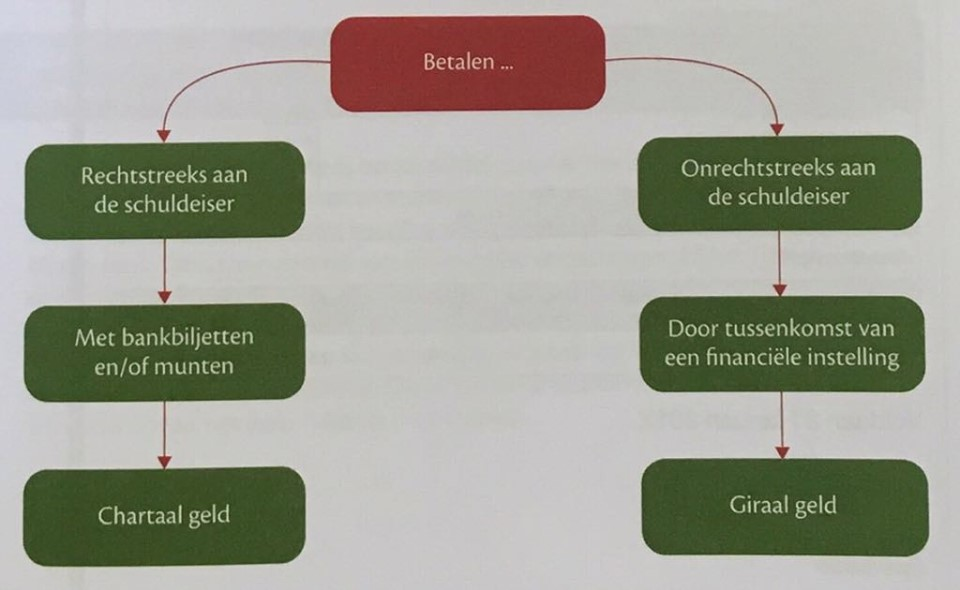 Betalen ...
Rechtstreeks aan
de schuldeiser
Onrechtstreeks aan
de schuldeiser
Met bankbiljetten
en/of munten
Door tussenkomst van
een financiële instelling
Chartaal geld
Giraal geld